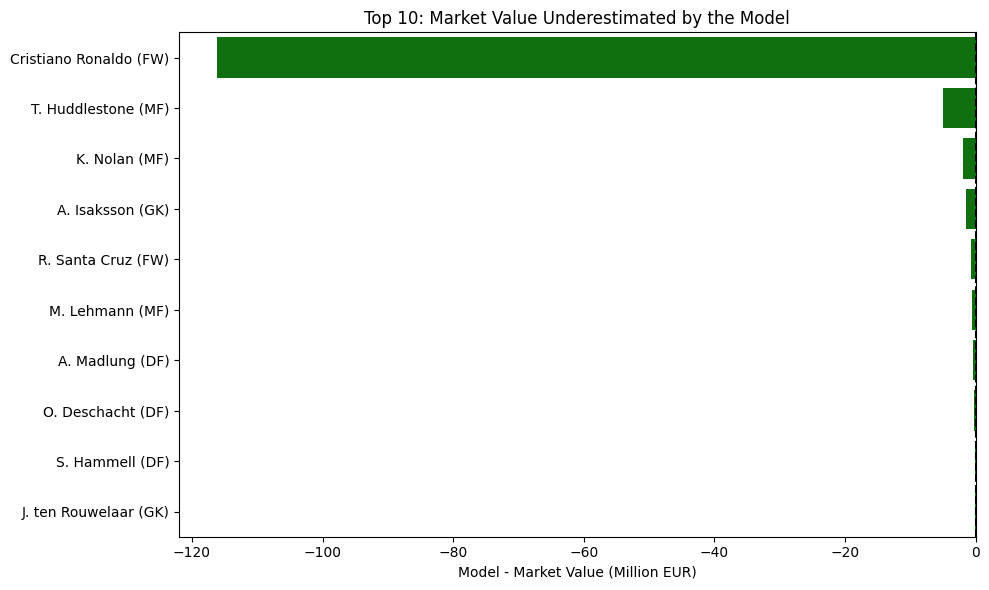 Top 10: Market Value Underestimated by the Model
Cristiano Ronaldo (FW)
T. Huddlestone (MF)
K. Nolan (MF)
A. Isaksson (GK)
R. Santa Cruz (FW)
M. Lehmann (MF)
A. Madlung (DF)
O. Deschacht (DF)
S. Hammell (DF)
J. ten Rouwelaar (GK)
−120 −100 −80 −60 −40 −20 0
Model - Market Value (Million EUR)